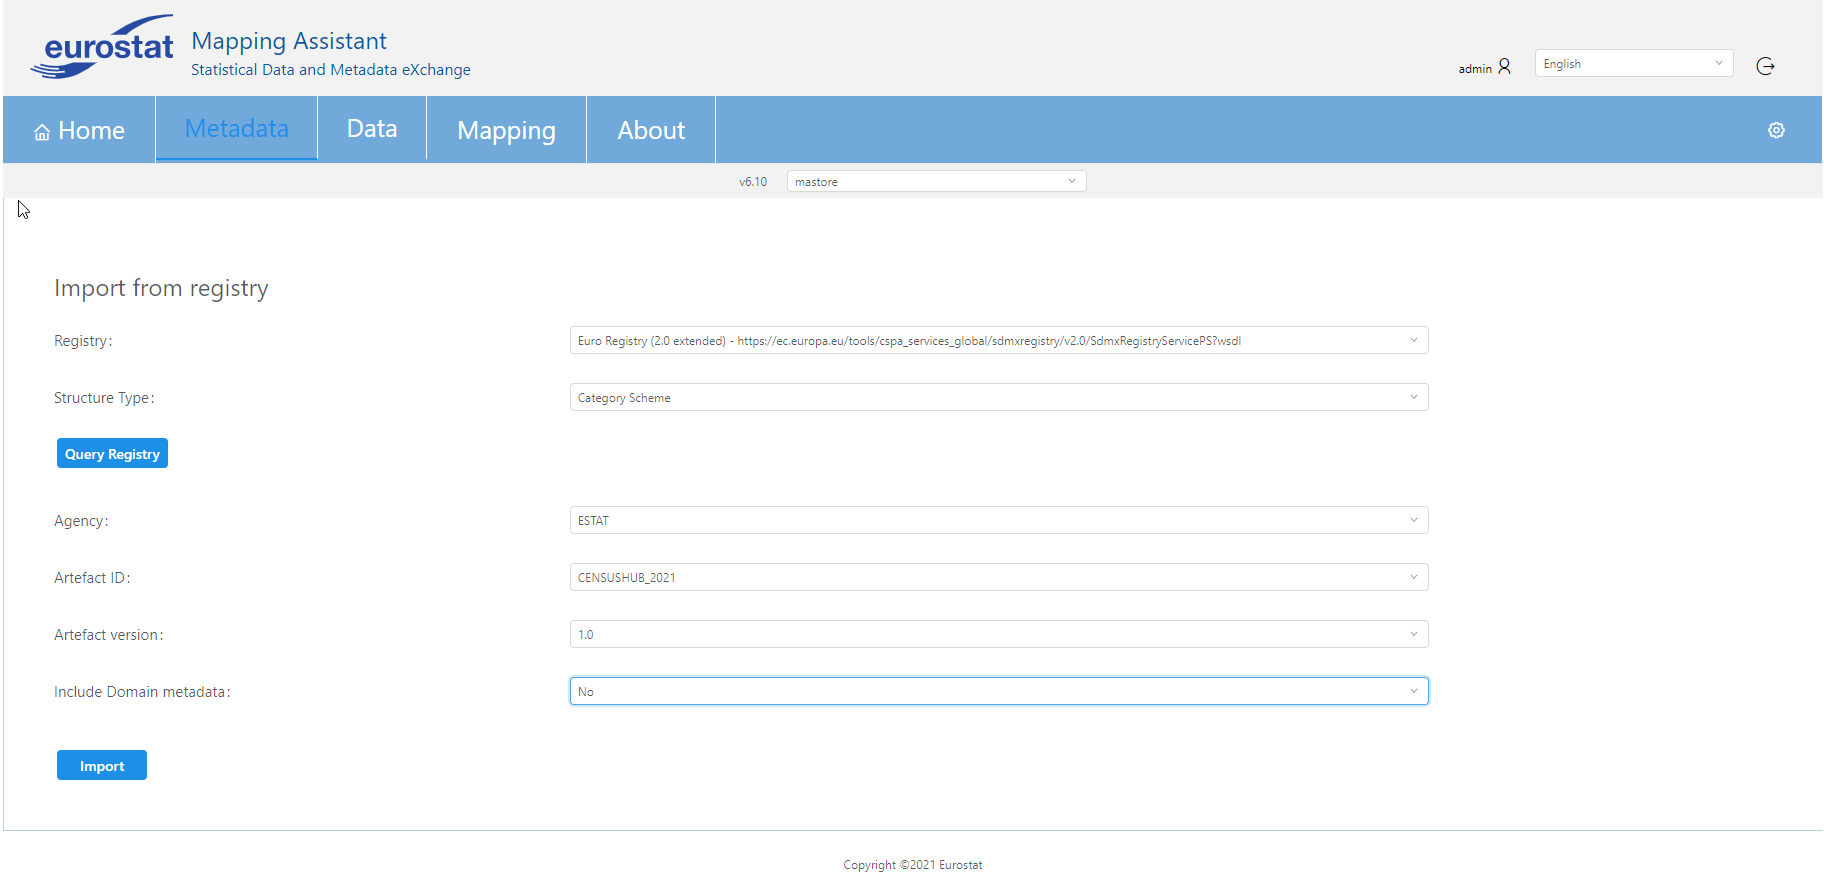 eurostat
Mapping Assistant
Statistical Data and Metadata eXchange
admin
English
Home
Metadata
Data
Mapping
About
v6.10
mastore
Import from registry
Registry:
Euro Registry (2.0 extended) - https://ec.europa.eu/tools/cspa_services_global/sdmxregistry/v2.0/SdmxRegistryServicePS?wsdl
Structure Type:
Category Scheme
Query Registry
Agency:
ESTAT
Artefact ID:
CENSUSHUB_2021
Artefact version:
1.0
Include Domain metadata:
No
Import
Copyright ©2021 Eurostat